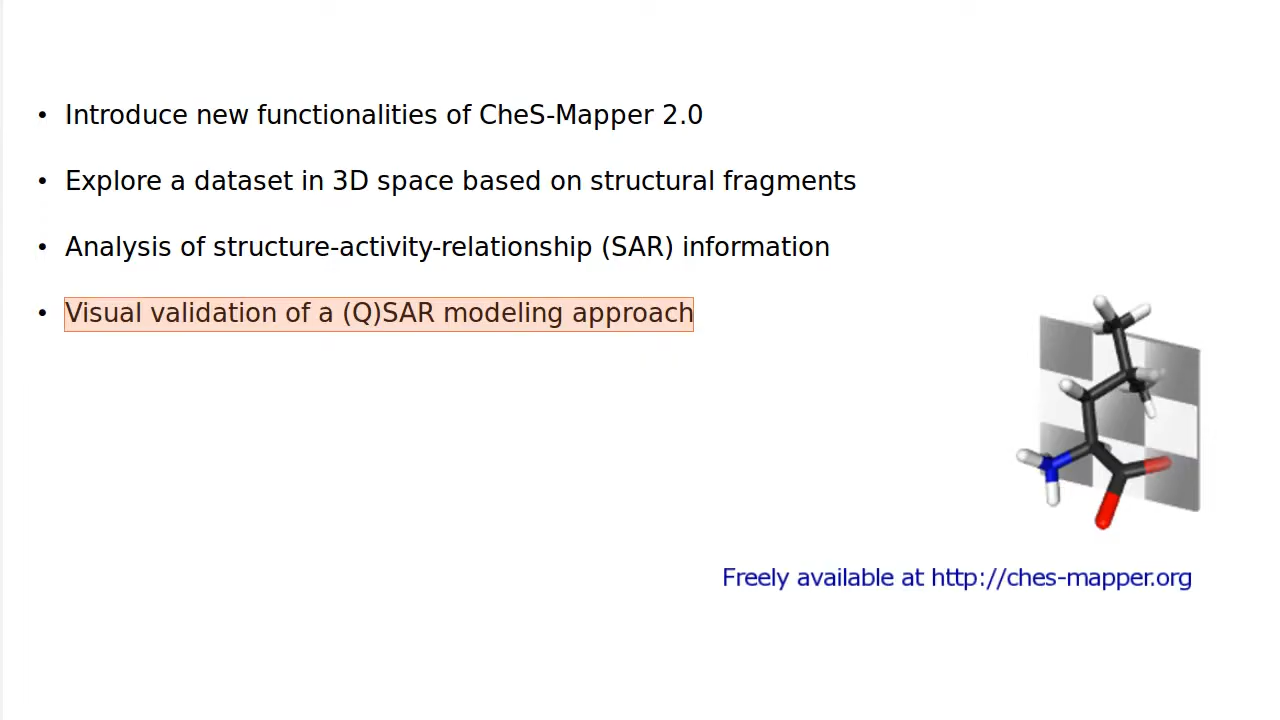 • Introduce new functionalities of CheS-Mapper 2.0
• Explore a dataset in 3D space based on structural fragments
• Analysis of structure-activity-relationship (SAR) information
• Visual validation of a (Q)SAR modeling approach
Freely available at http://ches-mapper.org